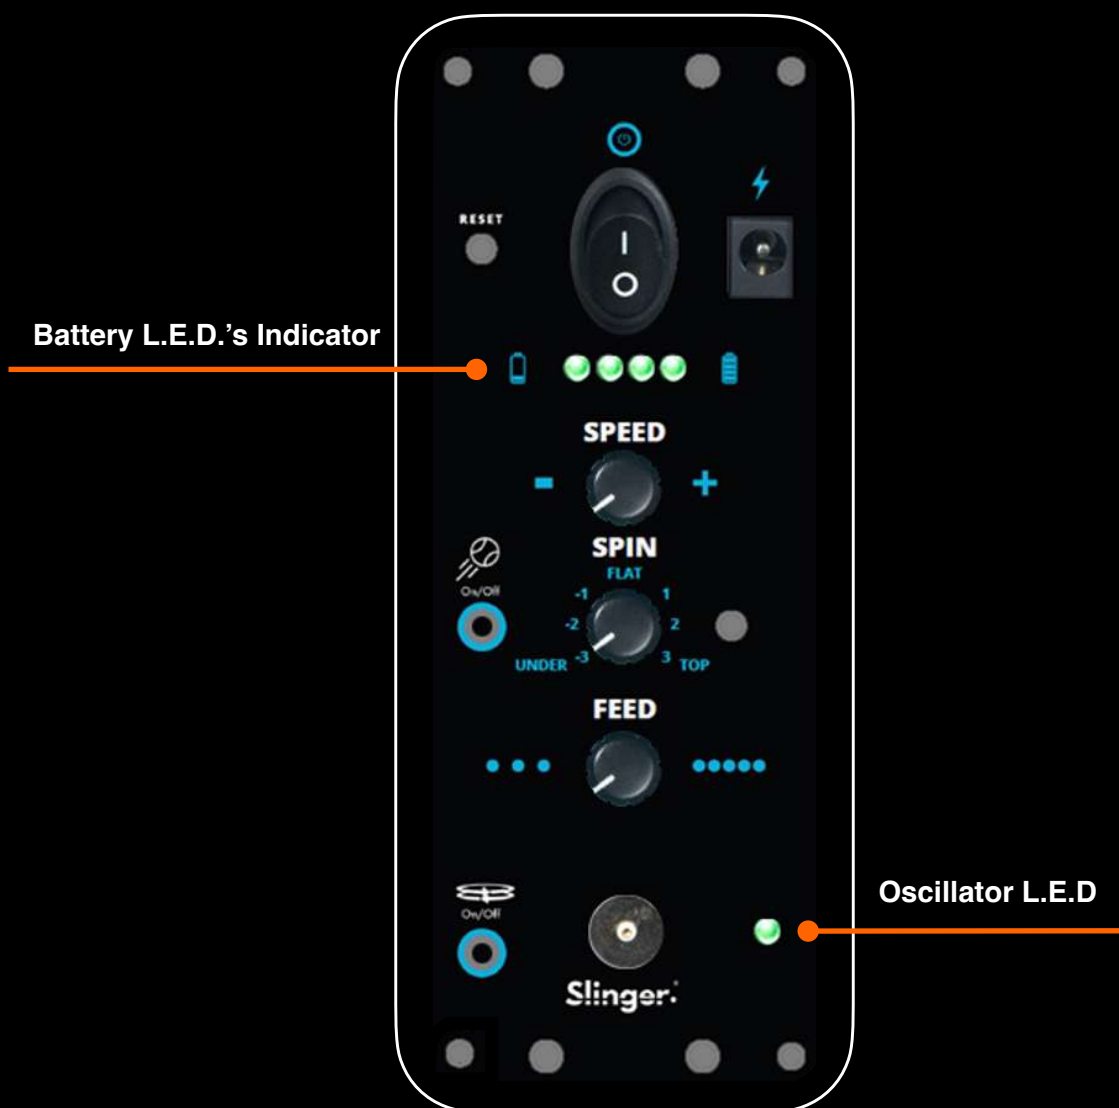 RESET
I
O
Battery L.E.D.'s Indicator
SPEED
- +
SPIN
FLAT
On/Off
-1 1
-2 2
UNDER -3 3 TOP
FEED
Oscillator L.E.D
On/Off
Slinger